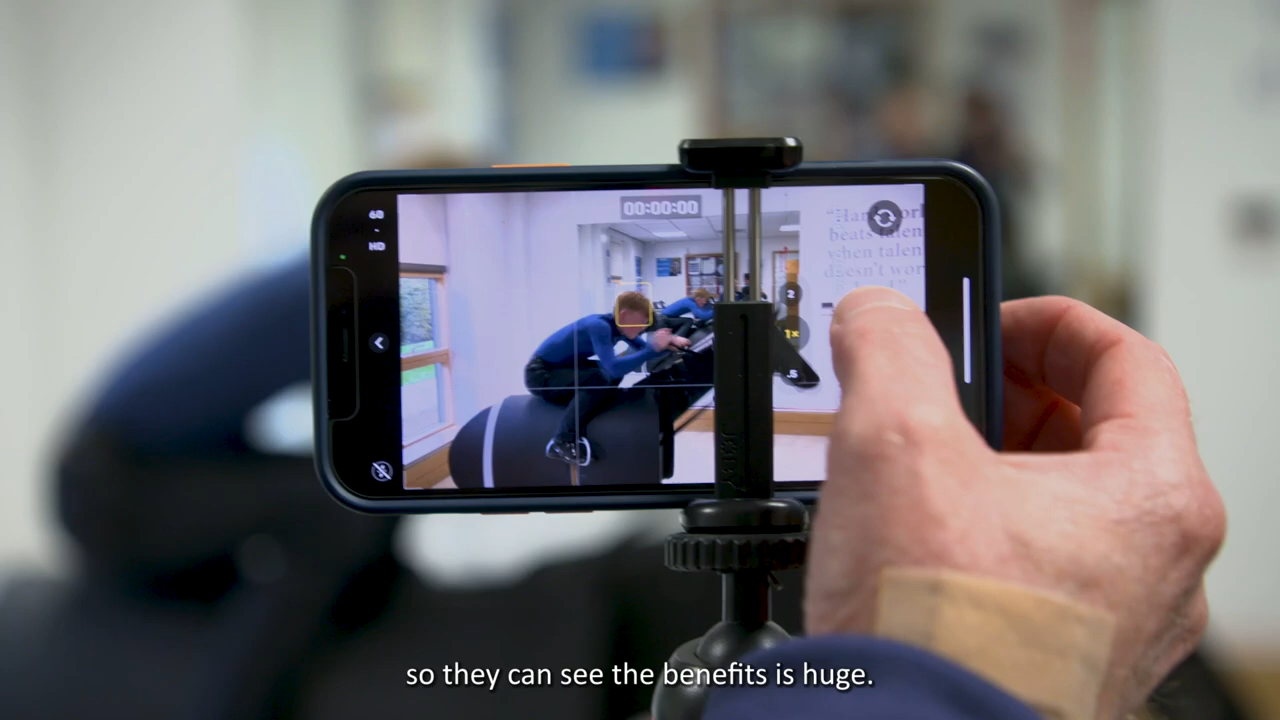 60
HD
00:00:00
"Hard work
beats talent
when talent
doesn't work
2
1×
.5
so they can see the benefits is huge.